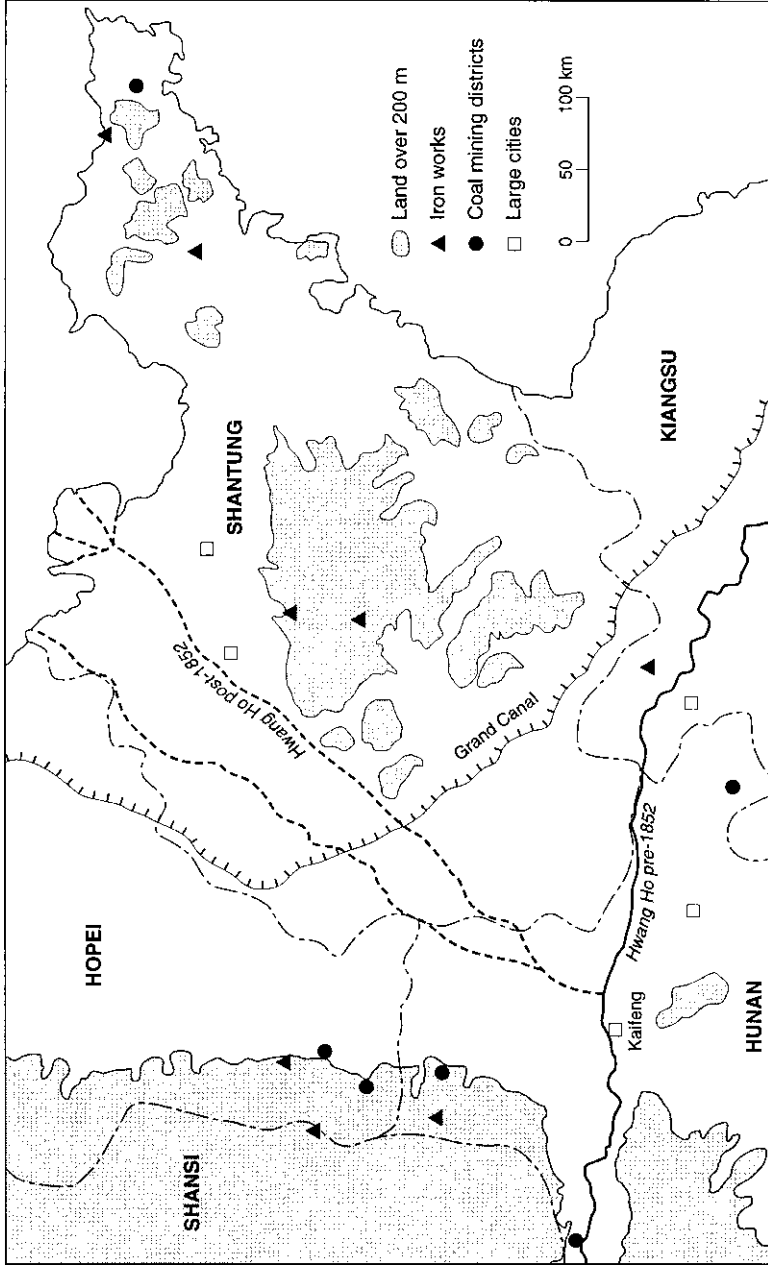 HOPEI
SHANSI
SHANTUNG
Hwang Ho post-1852
Grand Canal
Hwang Ho pre-1852
Kaifeng
HUNAN
KIANGSU
Land over 200 m
Iron works
Coal mining districts
Large cities
0 50 100 km